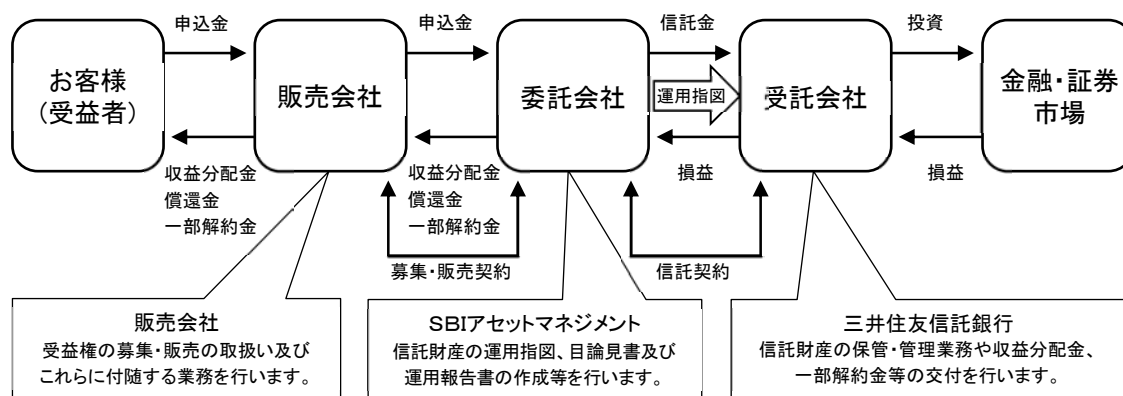 申込金
申込金
信託金
投資
お客様
（受益者）
販売会社
委託会社
運用指図
受託会社
金融・証券
市場
収益分配金
償還金
一部解約金
収益分配金
償還金
一部解約金
損益
損益
募集・販売契約
信託契約
販売会社
受益権の募集・販売の取扱い及び
これらに付随する業務を行います。
SBIアセットマネジメント
信託財産の運用指図、目論見書及び
運用報告書の作成等を行います。
三井住友信託銀行
信託財産の保管・管理業務や収益分配金、
一部解約金等の交付を行います。